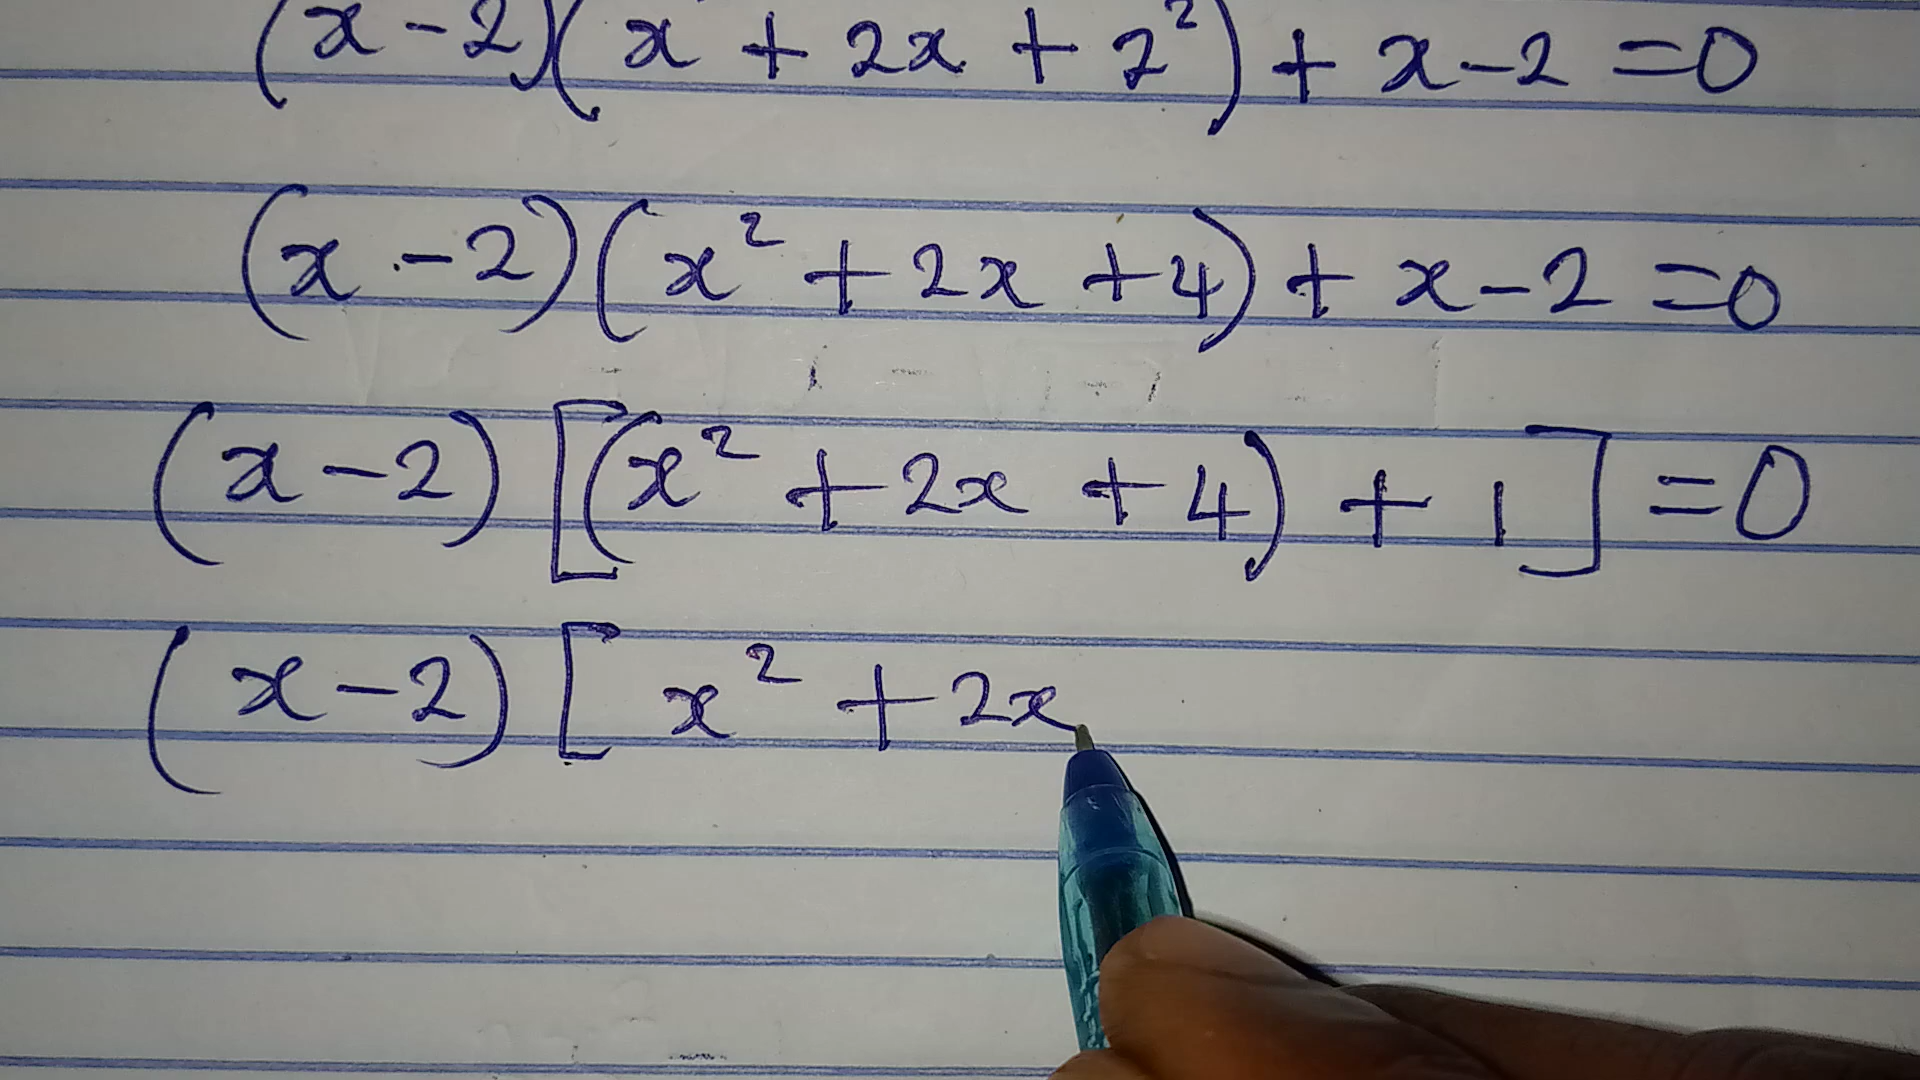 (x - 2)(x + 2x + 2²) + x - 2 = 0
(x - 2)(x² + 2x + 4) + x - 2 = 0
(x - 2)[(x² + 2x + 4) + 1] = 0
(x - 2)[x² + 2x